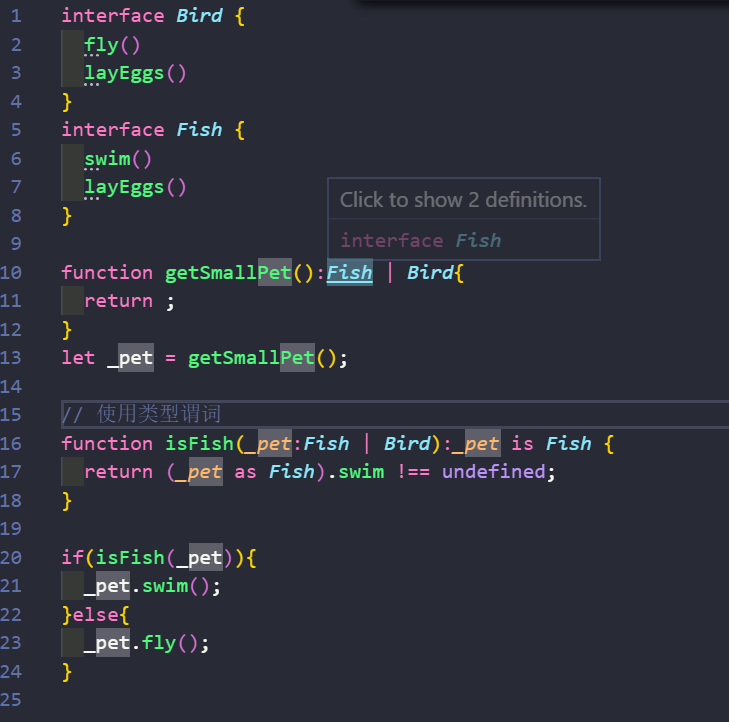 1 interface Bird {
2   fly()
3   layEggs()
4 }
5 interface Fish {
6   swim()
7   layEggs()
8 }
Click to show 2 definitions.
9
interface Fish
10 function getSmallPet():Fish | Bird{
11   return ;
12 }
13 let _pet = getSmallPet();
14
15 // 使用类型谓词
16 function isFish(_pet:Fish | Bird):_pet is Fish {
17   return (_pet as Fish).swim !== undefined;
18 }
19
20 if(isFish(_pet)){
21   _pet.swim();
22 }else{
23   _pet.fly();
24 }
25